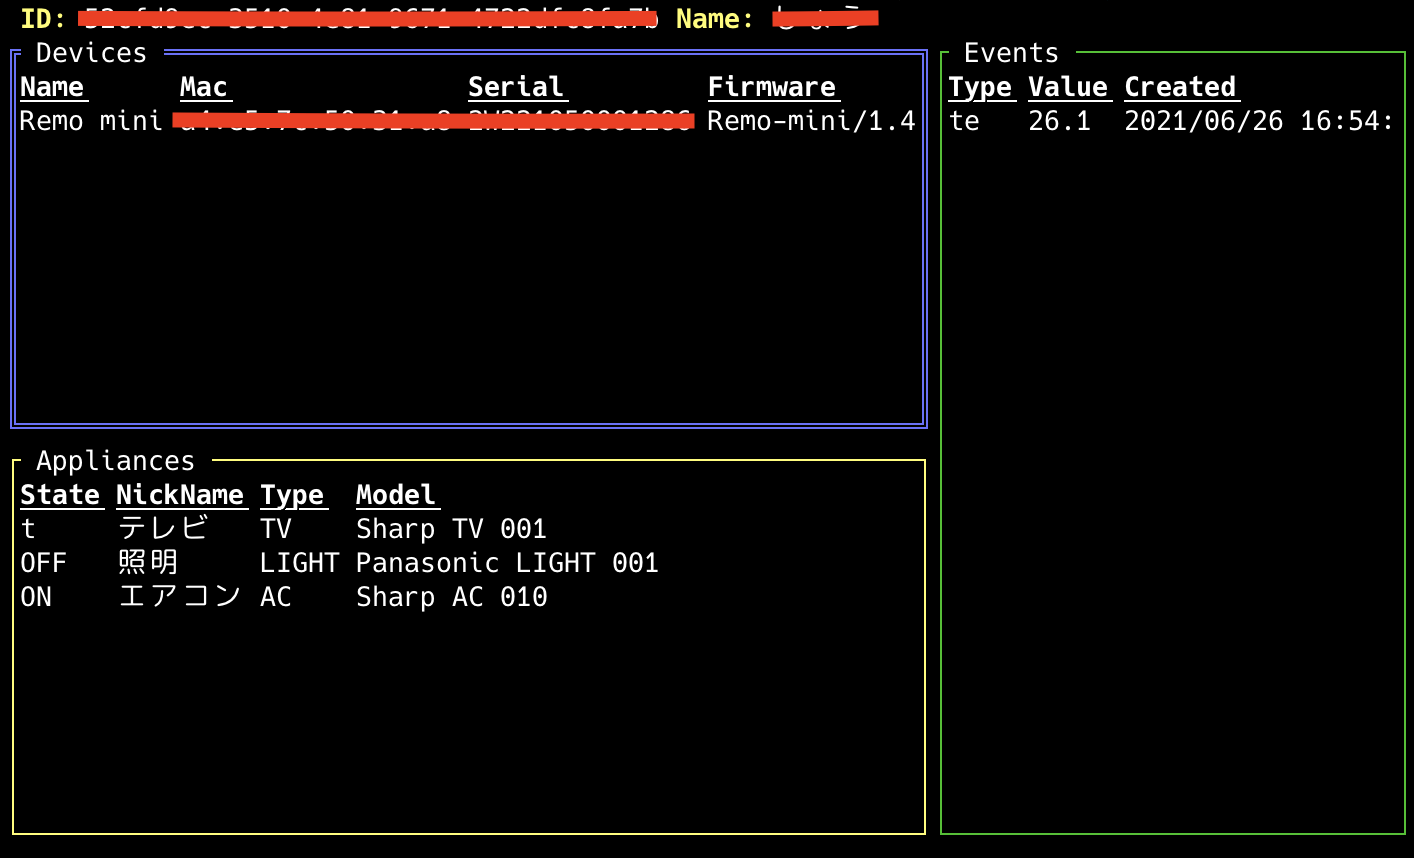 ID: Name:
Devices
Name Mac Serial Firmware
Remo mini Remo-mini/1.4
Appliances
State NickName Type Model
t テレビ TV Sharp TV 001
OFF 照明 LIGHT Panasonic LIGHT 001
ON エアコン AC Sharp AC 010
Events
Type Value Created
te 26.1 2021/06/26 16:54: